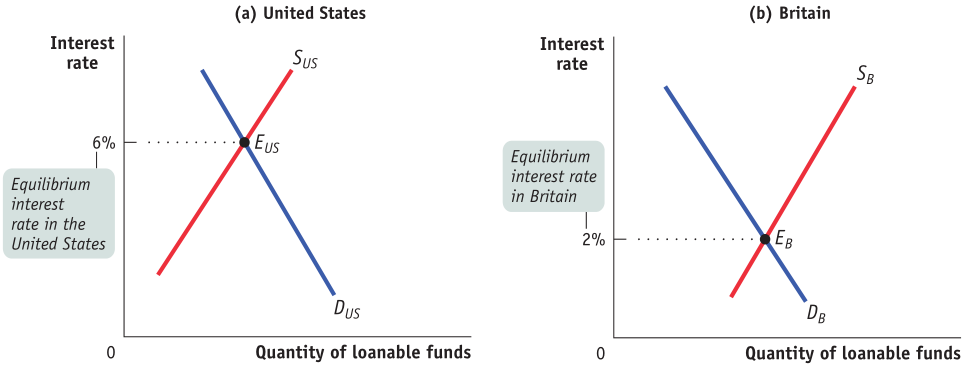 (a) United States
Interest
rate
S_US
6%
E_US
Equilibrium
interest
rate in the
United States
D_US
0
Quantity of loanable funds
(b) Britain
Interest
rate
S_B
Equilibrium
interest rate
in Britain
2%
E_B
D_B
0
Quantity of loanable funds